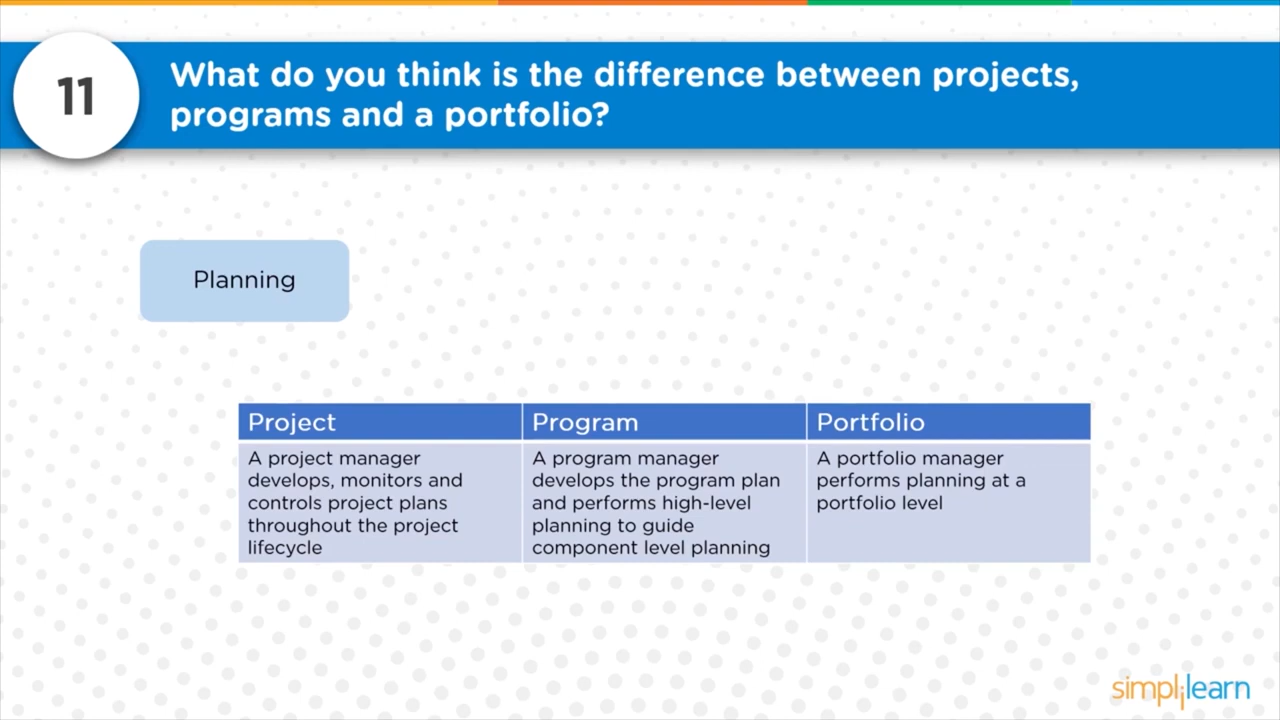 11
What do you think is the difference between projects,
programs and a portfolio?
Planning
Project
Program
Portfolio
A project manager
develops, monitors and
controls project plans
throughout the project
lifecycle
A program manager
develops the program plan
and performs high-level
planning to guide
component level planning
A portfolio manager
performs planning at a
portfolio level
simplilearn